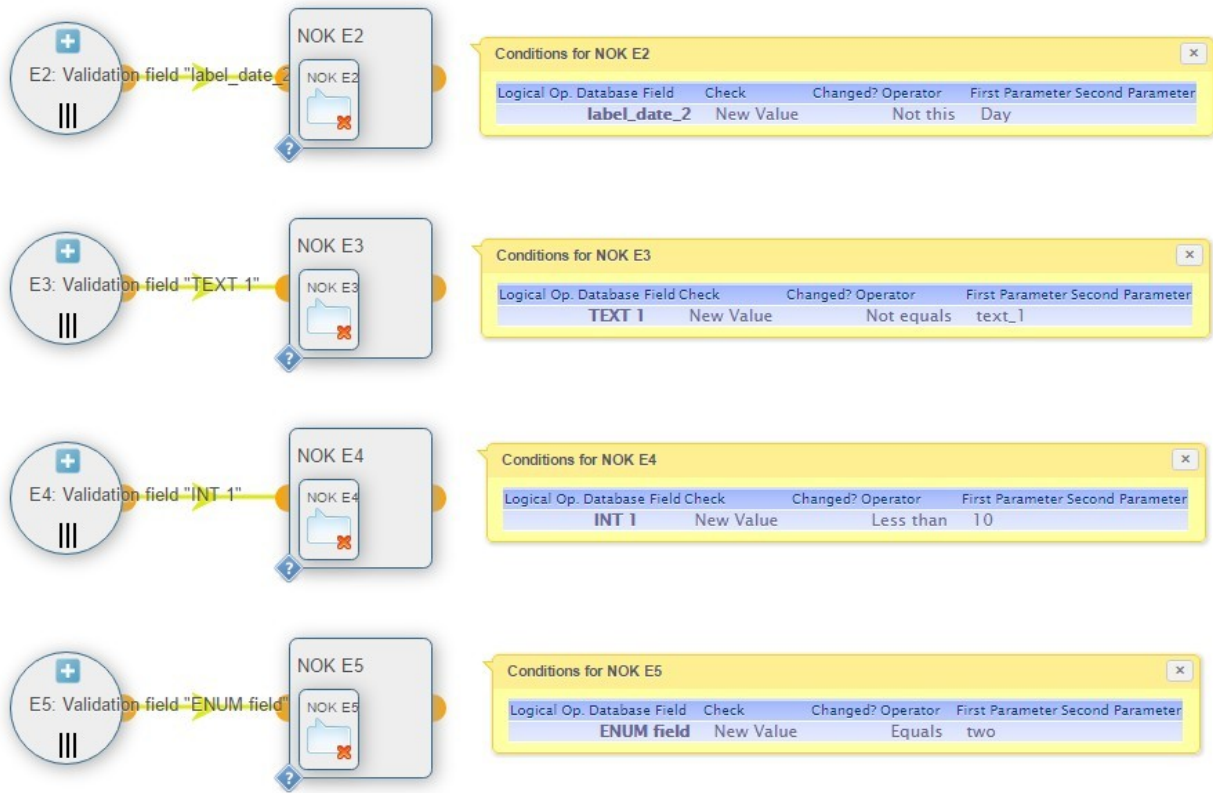 NOK E2
E2: Validation field "label_date_2
NOK E2
?
Conditions for NOK E2
×
Logical Op. Database Field Check Changed? Operator First Parameter Second Parameter
label_date_2 New Value Not this Day
NOK E3
E3: Validation field "TEXT 1"
NOK E3
?
Conditions for NOK E3
×
Logical Op. Database Field Check Changed? Operator First Parameter Second Parameter
TEXT 1 New Value Not equals text_1
NOK E4
E4: Validation field "INT 1"
NOK E4
?
Conditions for NOK E4
×
Logical Op. Database Field Check Changed? Operator First Parameter Second Parameter
INT 1 New Value Less than 10
NOK E5
E5: Validation field "ENUM field"
NOK E5
?
Conditions for NOK E5
×
Logical Op. Database Field Check Changed? Operator First Parameter Second Parameter
ENUM field New Value Equals two